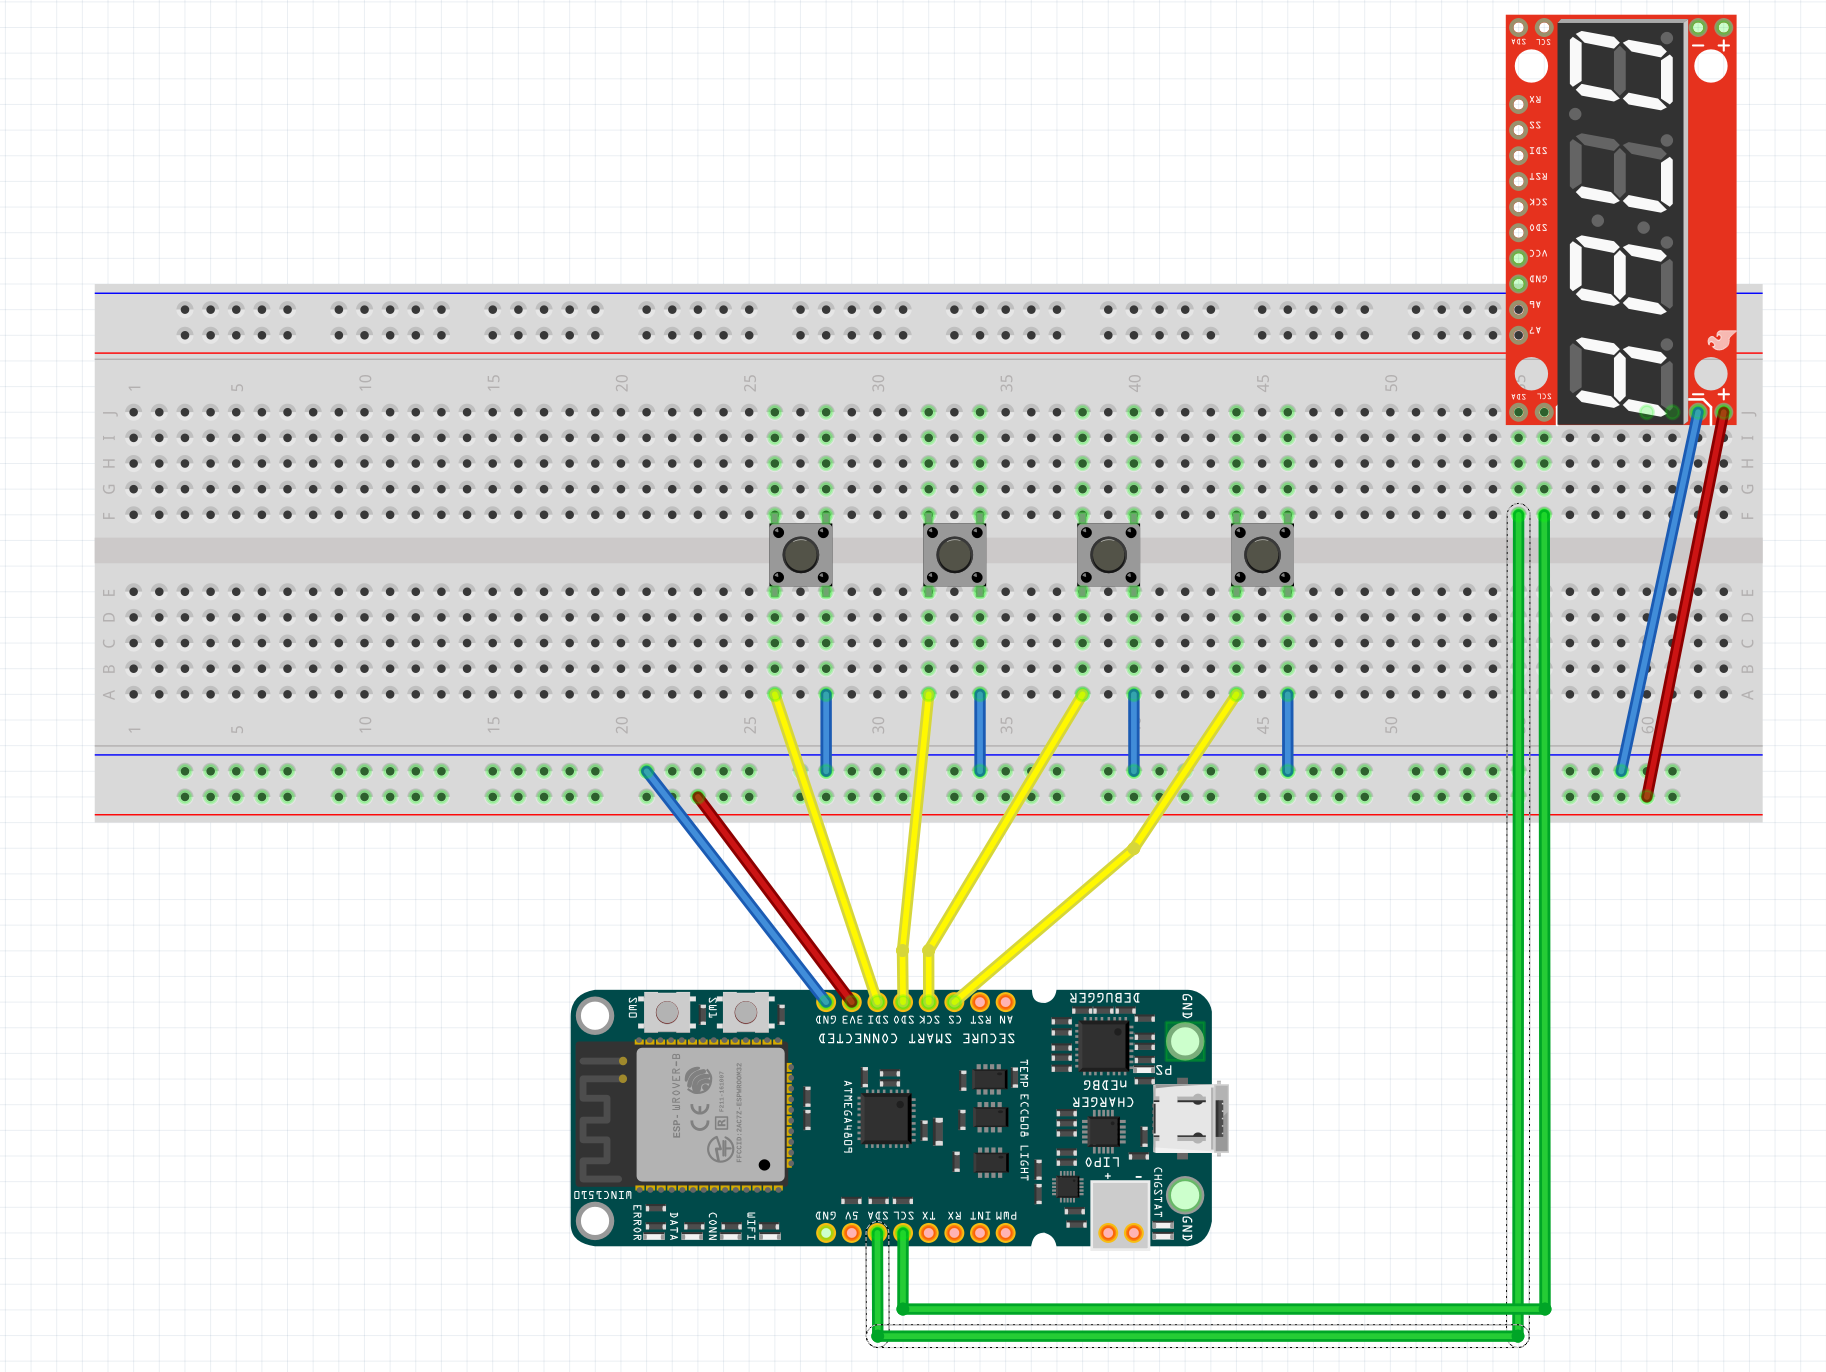 SDA SCL
- +
RX
SS
SDI
RST
SCK
SDO
VCC
GND
A6
A7
SDA SCL
- +
1 5 10 15 20 25 30 35 40 45 50
J J
I I
H H
G G
F F
E E
D D
C C
B B
A A
1 5 10 15 20 25 30 35 45 50 60
SW0 SW1
GND 3V3 SDI SDO SCK CS RST AN
SECURE SMART CONNECTED
DEBUGGER
GND
PS
nEDBG
CHARGER
LIPO
+ -
CHGSTAT
GND
TEMP ECC608 LIGHT
ATMEGA4809
ESP-WROVER-B
CE
R
WINC1510
ERROR DATA CONN WIFI
GND 5V SDA SCL TX RX INT PWM